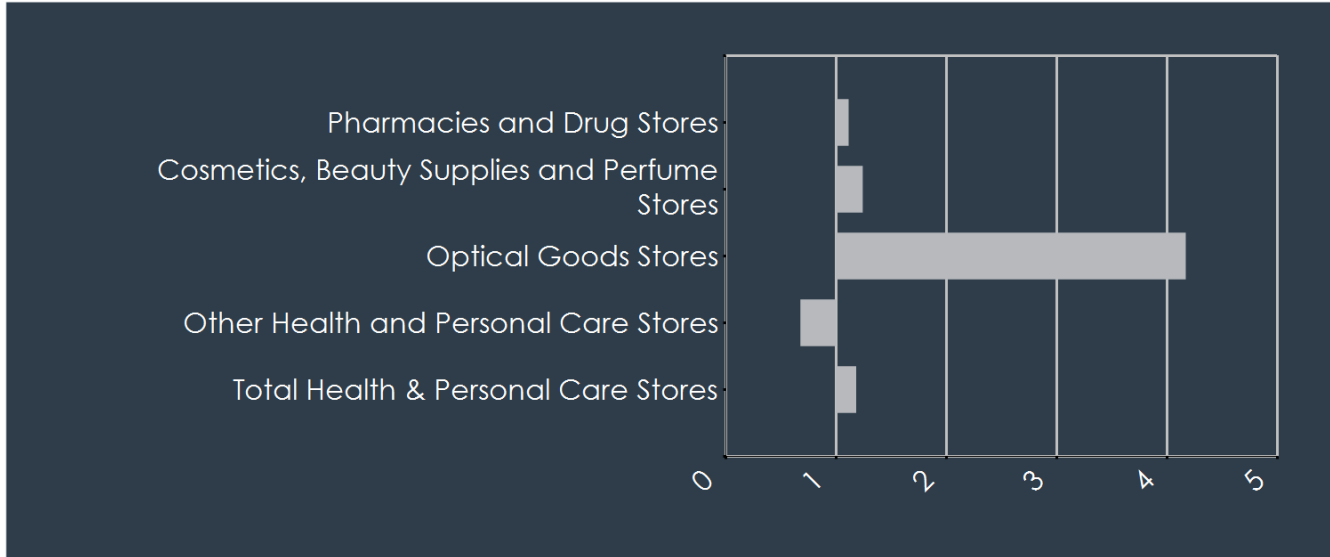 Pharmacies and Drug Stores
Cosmetics, Beauty Supplies and Perfume
Stores
Optical Goods Stores
Other Health and Personal Care Stores
Total Health & Personal Care Stores
0
1
2
3
4
5